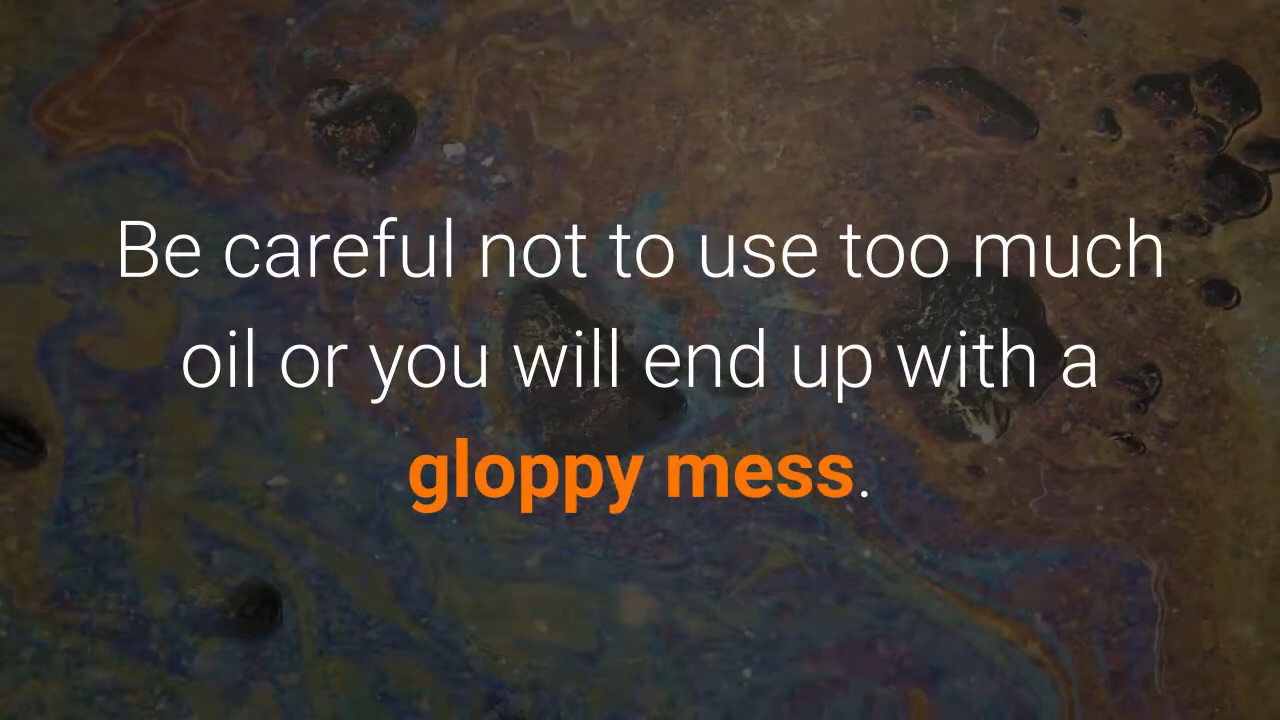 Be careful not to use too much
oil or you will end up with a
gloppy mess.